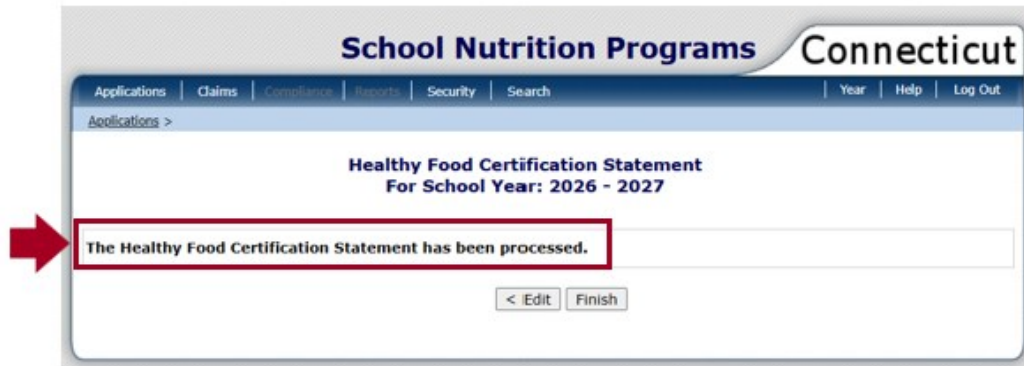 School Nutrition Programs Connecticut
Applications | Claims | Compliance | Reports | Security | Search | Year | Help | Log Out
Applications >
Healthy Food Certification Statement
For School Year: 2026 - 2027
The Healthy Food Certification Statement has been processed.
< Edit Finish